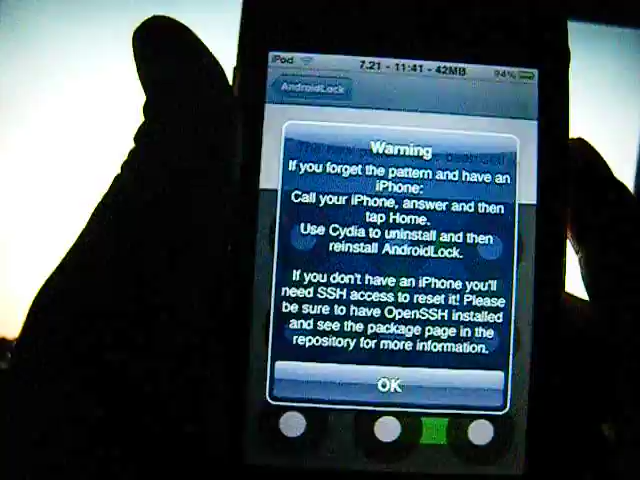 iPod 7.21 - 11:41 - 42MB 94%
AndroidLock
Warning
If you forget the pattern and have an
iPhone:
Call your iPhone, answer and then
tap Home.
Use Cydia to uninstall and then
reinstall AndroidLock.
If you don't have an iPhone you'll
need SSH access to reset it! Please
be sure to have OpenSSH installed
and see the package page in the
repository for more information.
OK